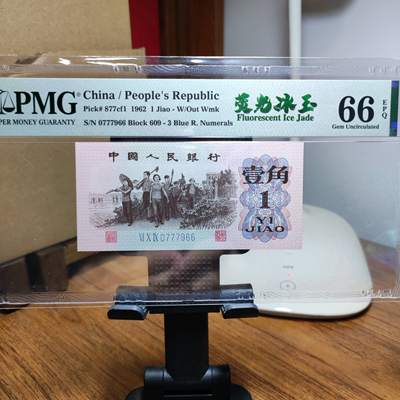 PMG
PER MONEY GUARANTY
China / People's Republic
Pick# 877cf1 1962 1 Jiao - W/Out Wmk
S/N 0777966 Block 609 - 3 Blue R. Numerals
荧光冰玉
Fluorescent Ice Jade
66
EPQ
Gem Uncirculated
中国人民银行
壹角
1
YI
JIAO
VI X IX 0777966